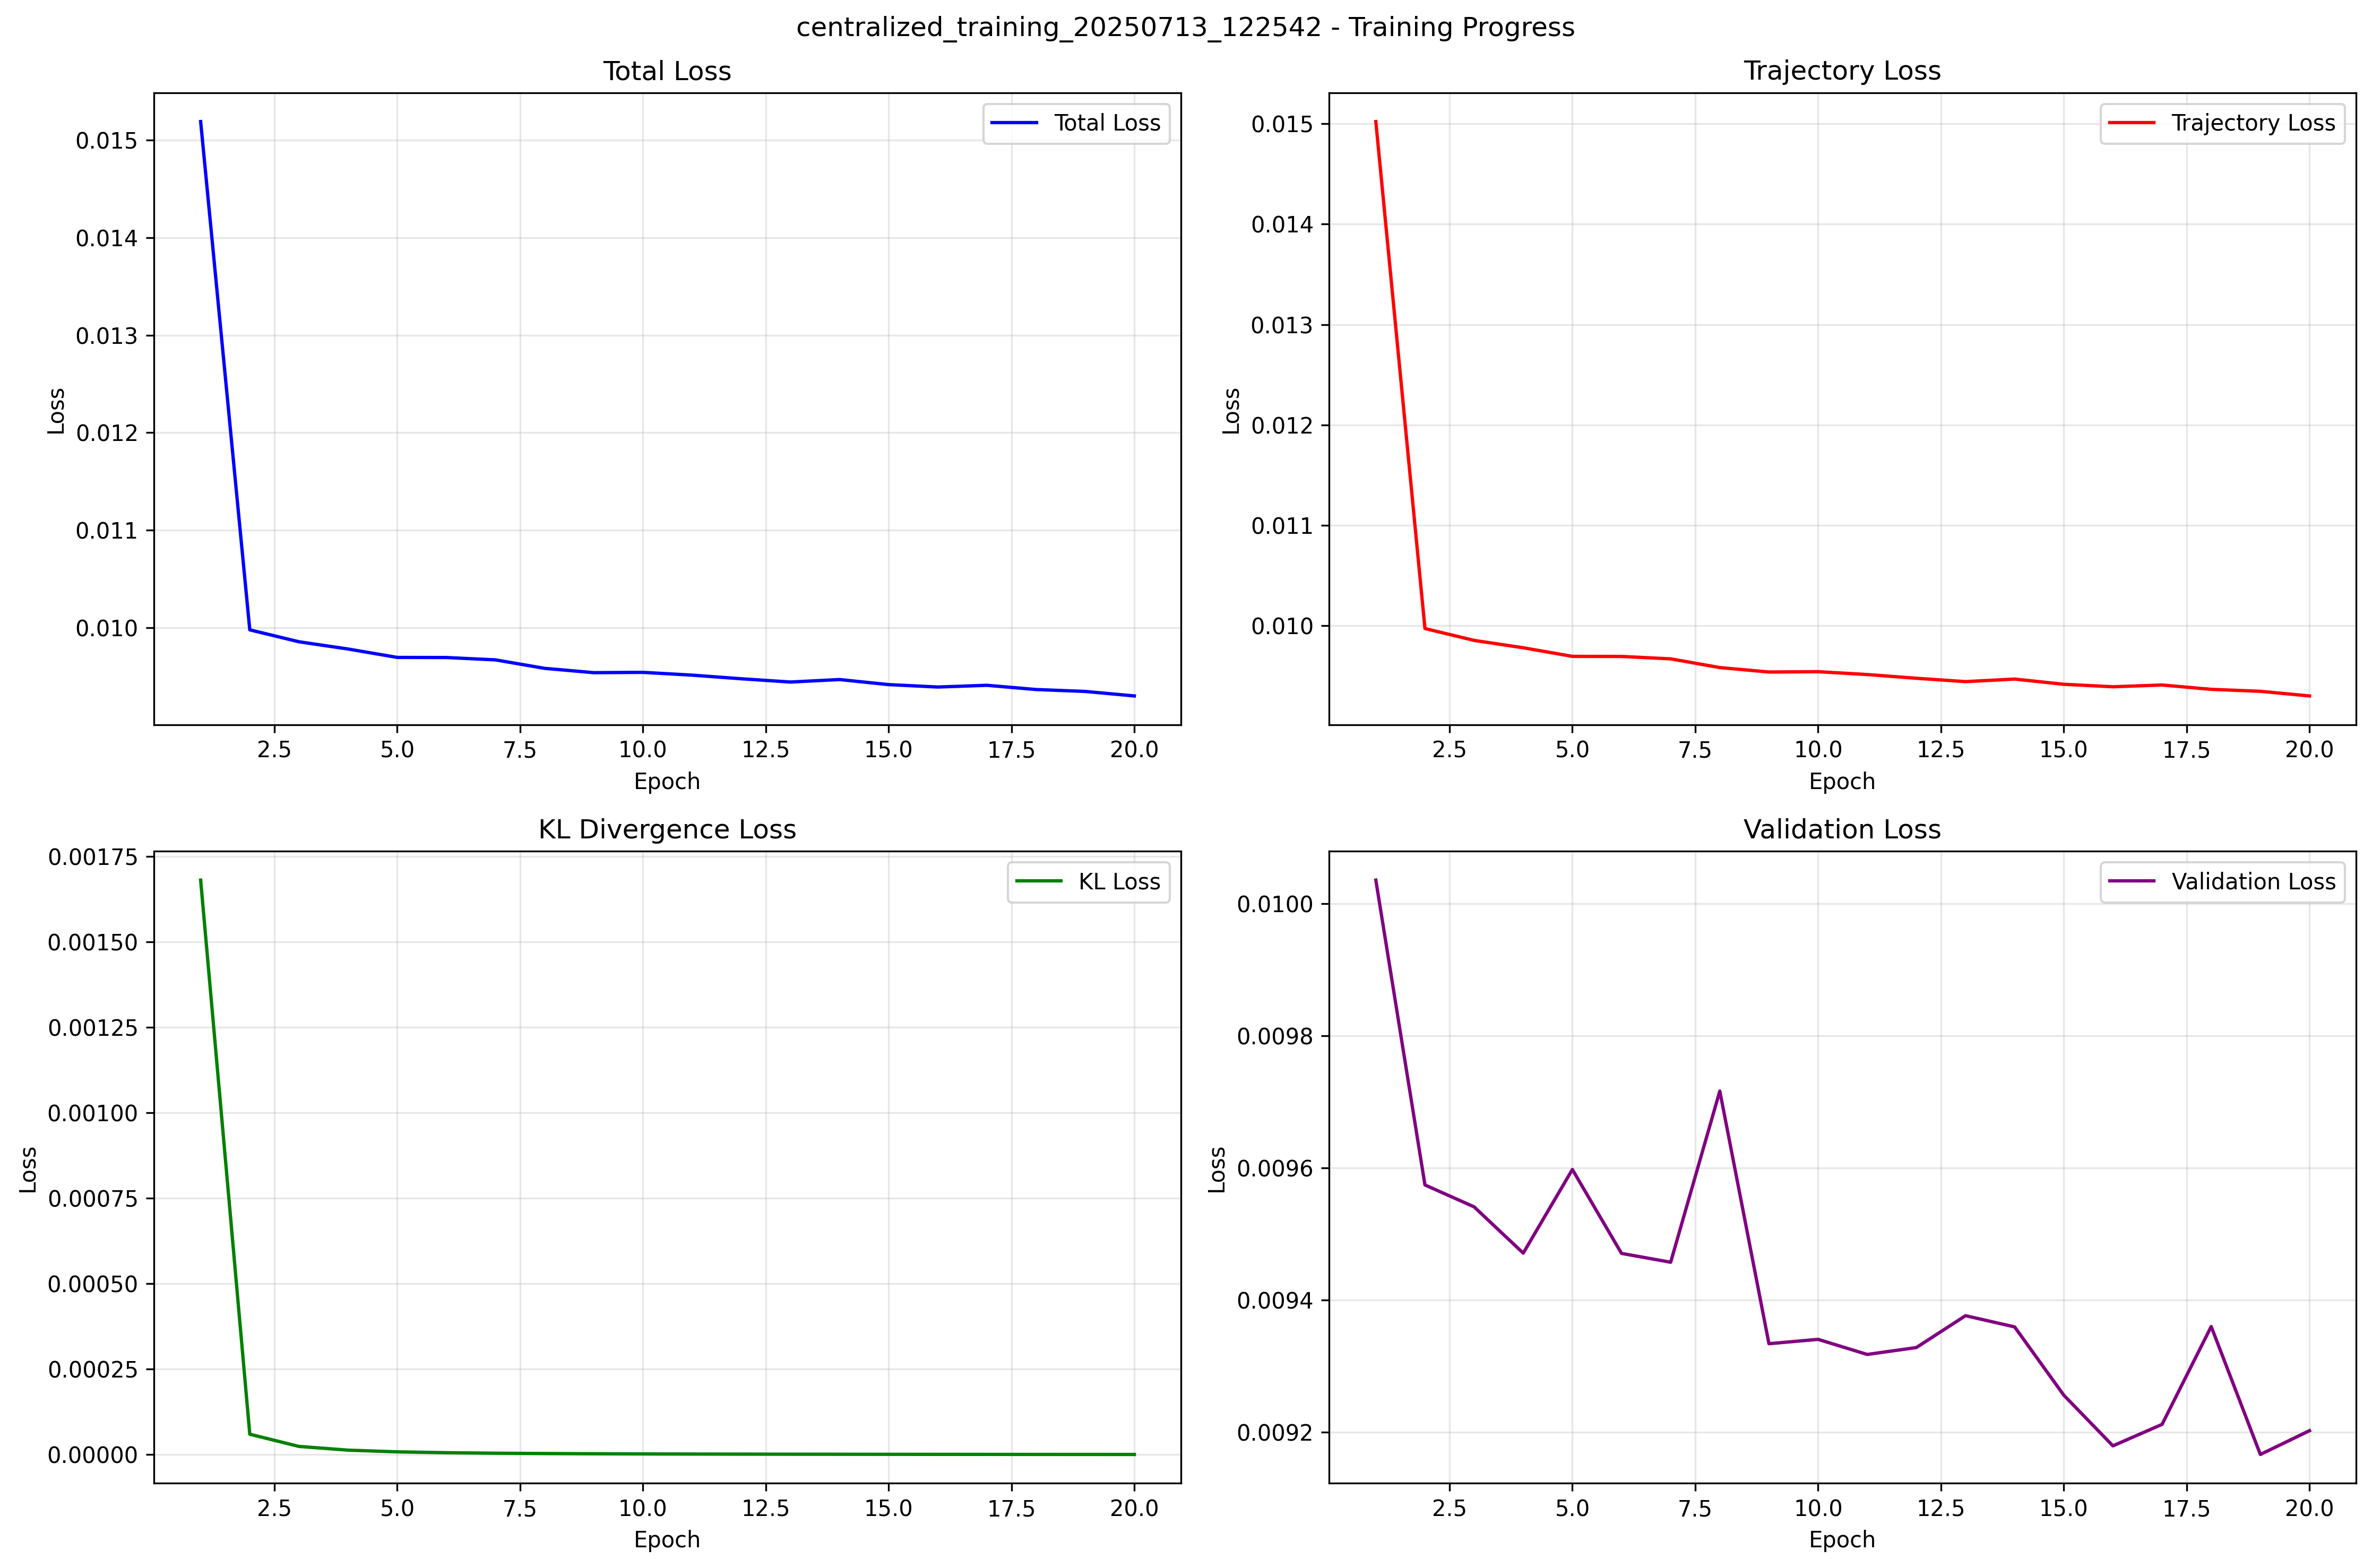 centralized_training_20250713_122542 - Training Progress
Total Loss
Total Loss
0.015
0.014
0.013
0.012
0.011
0.010
Loss
2.5 5.0 7.5 10.0 12.5 15.0 17.5 20.0
Epoch
Trajectory Loss
Trajectory Loss
0.015
0.014
0.013
0.012
0.011
0.010
Loss
2.5 5.0 7.5 10.0 12.5 15.0 17.5 20.0
Epoch
KL Divergence Loss
KL Loss
0.00175
0.00150
0.00125
0.00100
0.00075
0.00050
0.00025
0.00000
Loss
2.5 5.0 7.5 10.0 12.5 15.0 17.5 20.0
Epoch
Validation Loss
Validation Loss
0.0100
0.0098
0.0096
0.0094
0.0092
Loss
2.5 5.0 7.5 10.0 12.5 15.0 17.5 20.0
Epoch